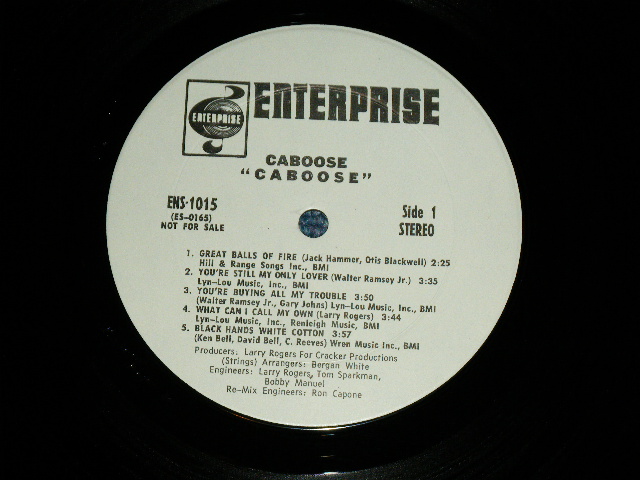 ENTERPRISE
ENTERPRISE
CABOOSE
"CABOOSE"
ENS-1015
(ES-0165)
NOT FOR SALE
Side 1
STEREO
1. GREAT BALLS OF FIRE (Jack Hammer, Otis Blackwell) 2:25
Hill & Range Songs Inc., BMI
2. YOU'RE STILL MY ONLY LOVER (Walter Ramsey Jr.) 3:35
Lyn-Lou Music, Inc., BMI
3. YOU'RE BUYING ALL MY TROUBLE 3:50
(Walter Ramsey Jr., Gary Johns) Lyn-Lou Music, Inc., BMI
4. WHAT CAN I CALL MY OWN (Larry Rogers) 3:44
Lyn-Lou Music, Inc., Renleigh Music, BMI
5. BLACK HANDS WHITE COTTON 3:57
(Ken Bell, David Bell, C. Reeves) Wren Music Inc., BMI
Producers: Larry Rogers For Cracker Productions
(Strings) Arrangers: Bergan White
Engineers: Larry Rogers, Tom Sparkman,
Bobby Manuel
Re-Mix Engineers: Ron Capone